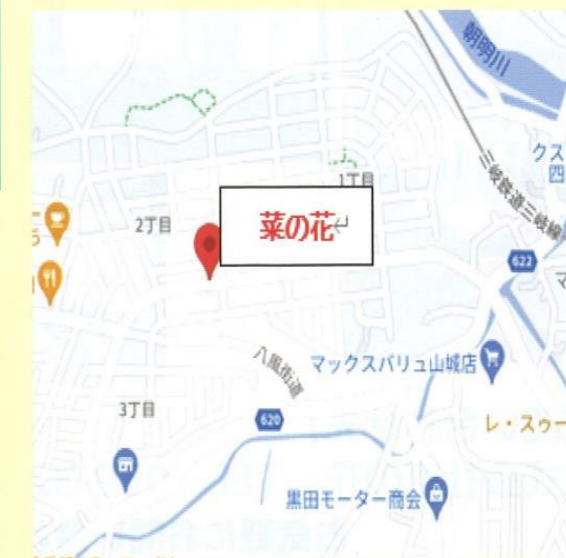 朝明川
クス
四
三岐鉄道三岐線
1丁目
2丁目
菜の花↵
622
マ
八風街道
マックスバリュ山城店
3丁目
620
レ・スゥー
黒田モーター商会